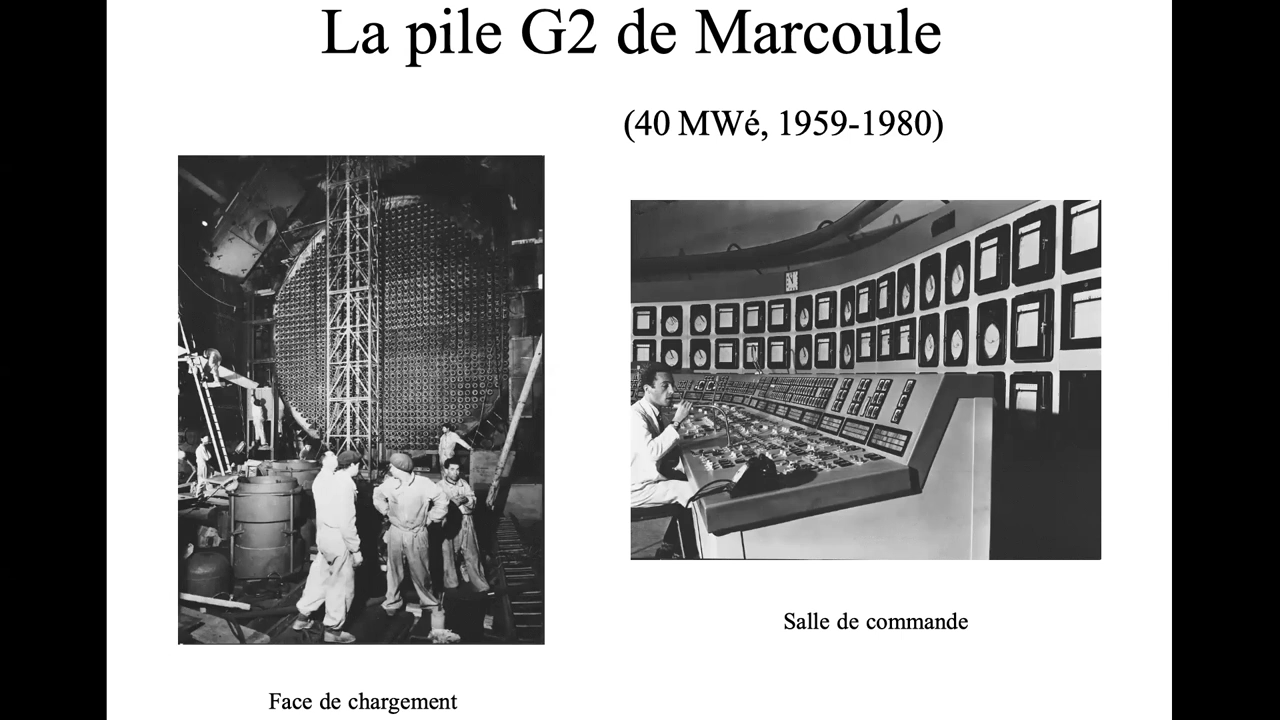 La pile G2 de Marcoule
(40 MWé, 1959-1980)
Salle de commande
Face de chargement